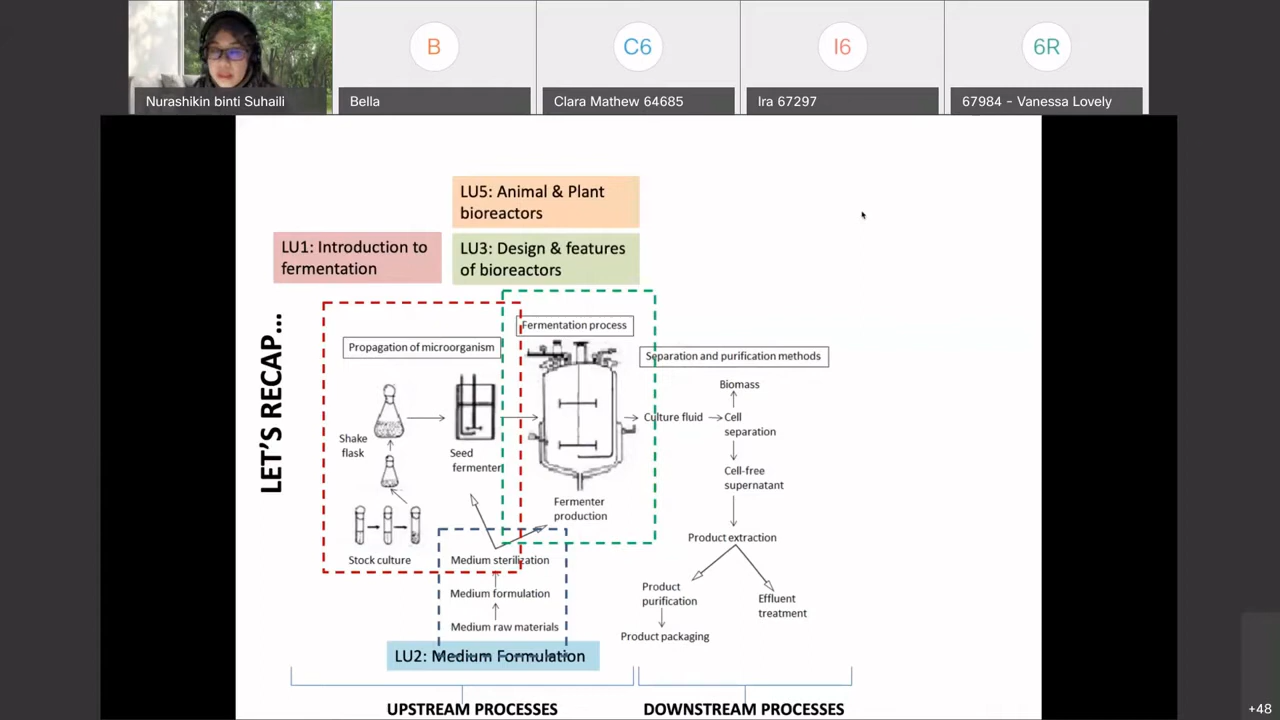 B
C6
I6
6R
Nurashikin binti Suhaili
Bella
Clara Mathew 64685
Ira 67297
67984 - Vanessa Lovely
LU5: Animal & Plant
bioreactors
LU1: Introduction to
fermentation
LU3: Design & features
of bioreactors
LET'S RECAP...
Propagation of microorganism
Fermentation process
Separation and purification methods
Shake
flask
Seed
fermenter
Stock culture
Fermenter
production
Medium sterilization
Medium formulation
Medium raw materials
LU2: Medium Formulation
Biomass
Culture fluid
Cell
separation
Cell-free
supernatant
Product extraction
Product
purification
Effluent
treatment
Product packaging
UPSTREAM PROCESSES
DOWNSTREAM PROCESSES
+48